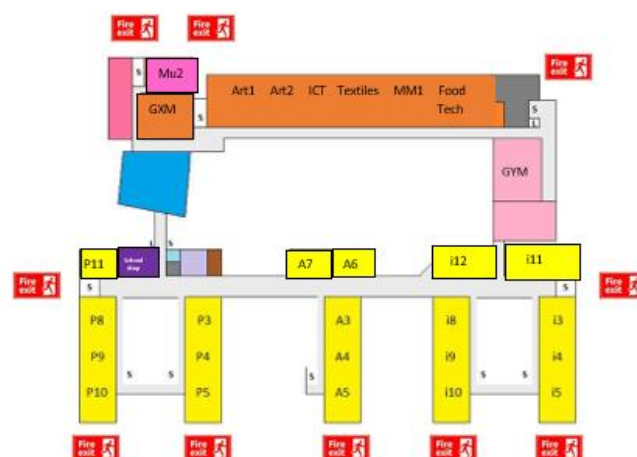 Fire exit
Fire exit
Fire exit
S
Mu2
GXM
S
Art1 Art2 ICT Textiles MM1 Food Tech
S
L
GYM
L
S
P11
School shop
A7
A6
i12
i11
Fire exit
S
S
Fire exit
P8
P9
P10
S
S
P3
P4
P5
S
A3
A4
A5
i8
i9
i10
S
S
i3
i4
i5
Fire exit
Fire exit
Fire exit
Fire exit
Fire exit